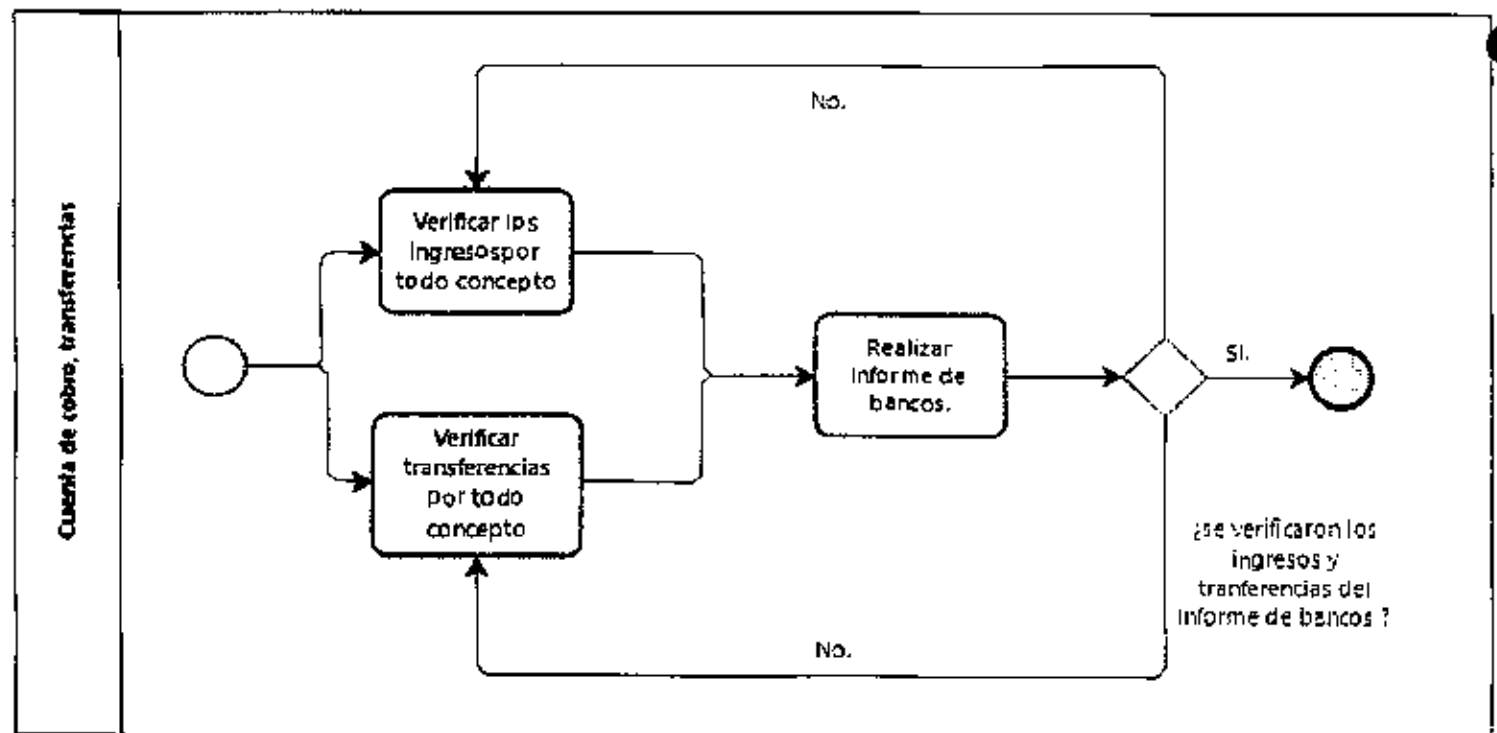 Cuenta de cobro, transferencias
No.
Verificar los
ingresospor
todo concepto
Realizar
informe de
bancos.
SI.
Verificar
transferencias
por todo
concepto
¿se verificaron los
ingresos y
tranferencias del
informe de bancos ?
No.